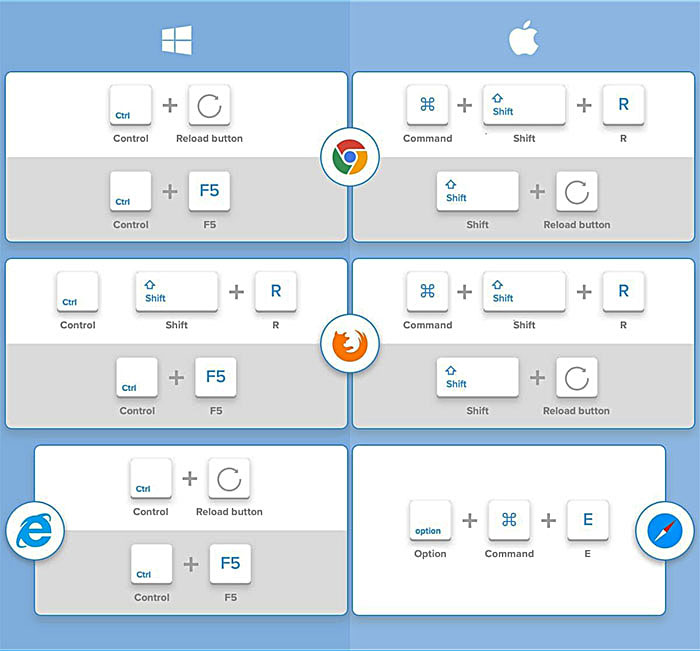 Ctrl + + ⌘ + Shift + R
Control Reload button Command Shift R
Ctrl + F5 Shift +
Control F5 Shift Reload button
Ctrl Shift + R ⌘ + Shift + R
Control Shift R Command Shift R
Ctrl + F5 Shift +
Control F5 Shift Reload button
Ctrl +
Control Reload button
option + ⌘ + E
Option Command E
Ctrl + F5
Control F5